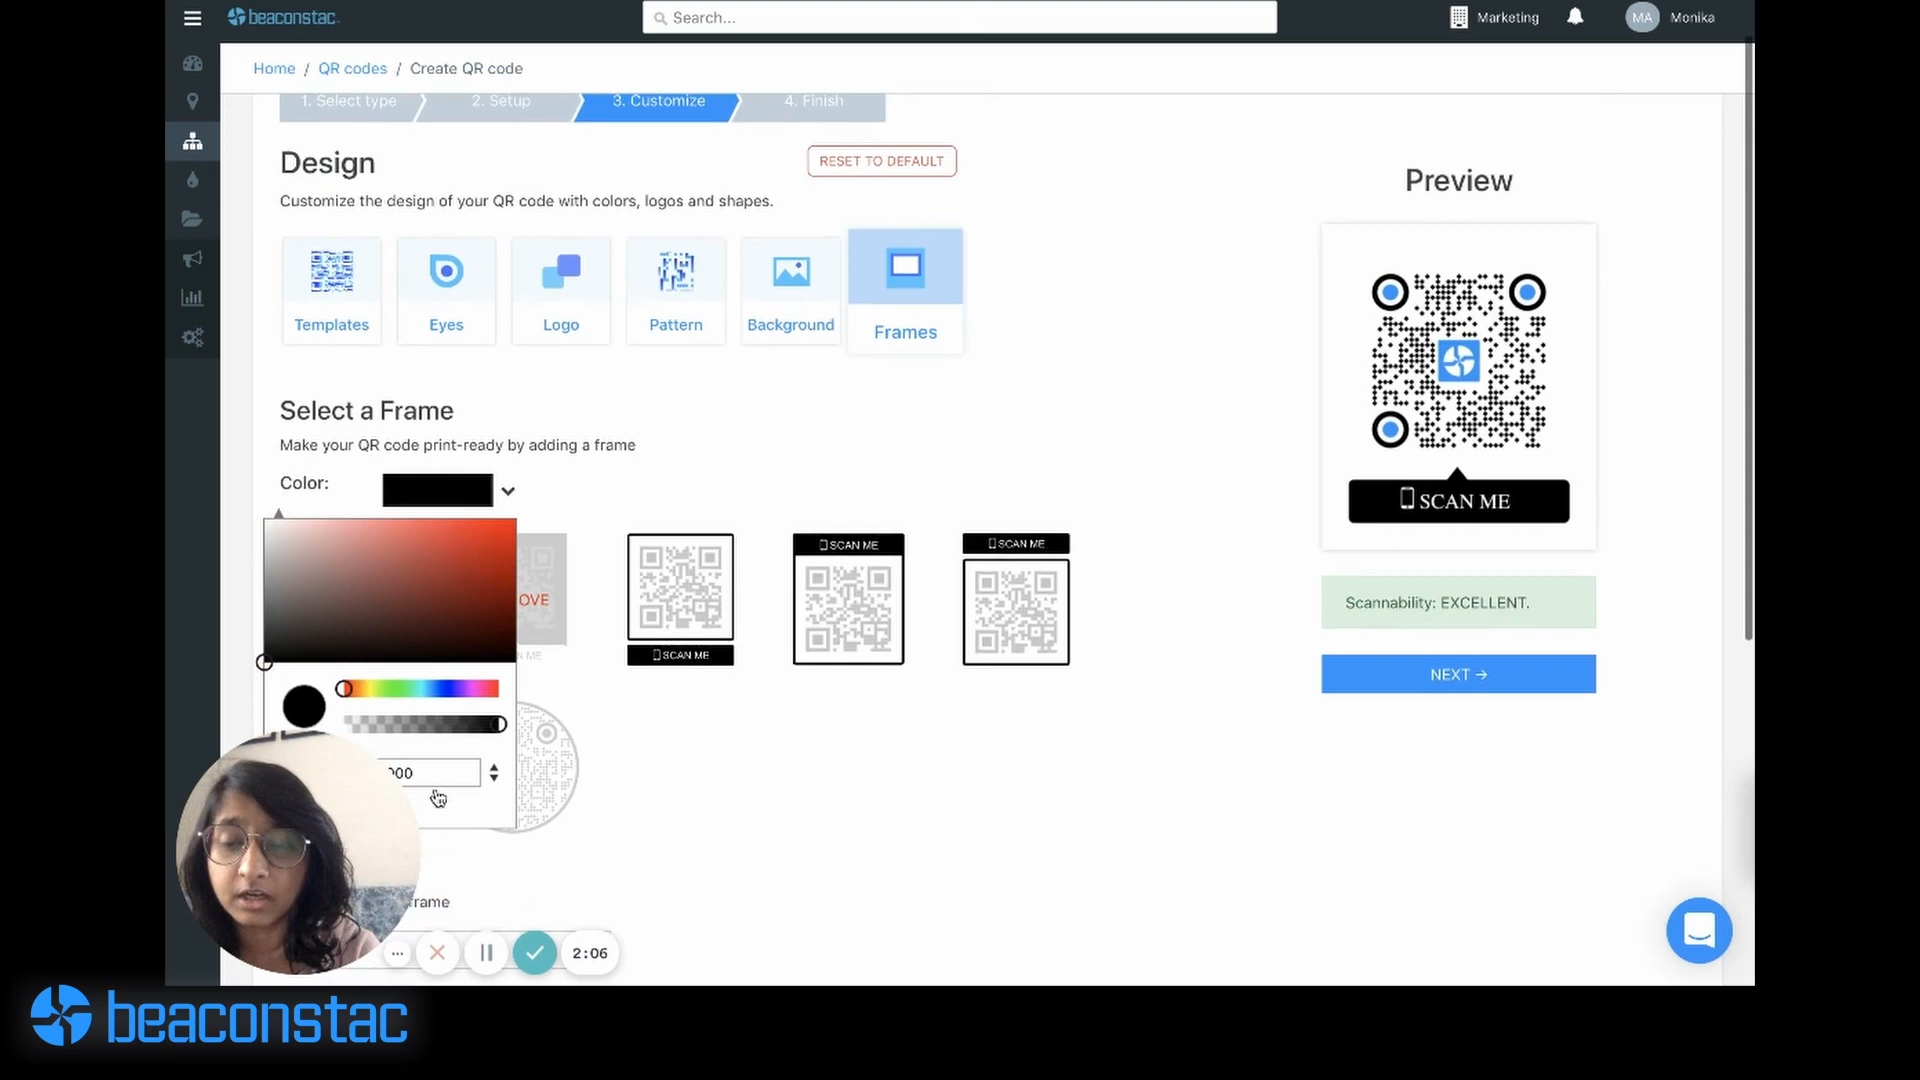 beaconstac
Search...
Marketing
MA
Monika
Home / QR codes / Create QR code
1. Select type
2. Setup
3. Customize
4. Finish
Design
RESET TO DEFAULT
Customize the design of your QR code with colors, logos and shapes.
Templates
Eyes
Logo
Pattern
Background
Frames
Preview
SCAN ME
Scannability: EXCELLENT.
NEXT →
Select a Frame
Make your QR code print-ready by adding a frame
Color:
OVE
SCAN ME
SCAN ME
SCAN ME
ME
000
frame
2:06
beaconstac